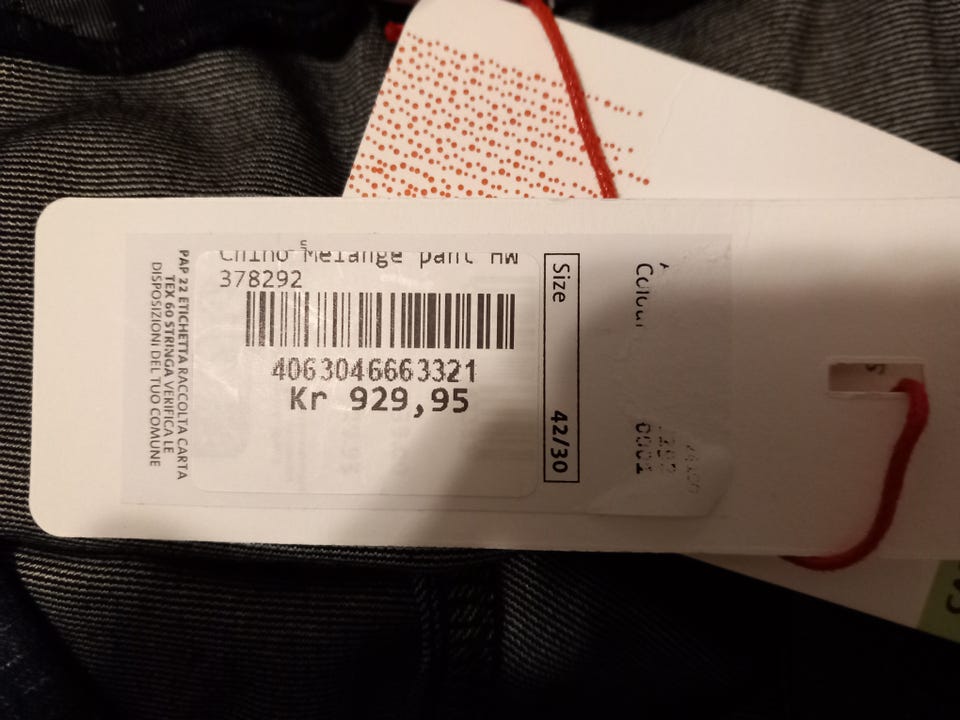 Chino Melange pant HW
378292
4063046663321
Kr 929,95
Size
42/30
Colour
PAP 22 ETICHETTA RACCOLTA CARTA
TEX 60 STRINGA VERIFICA LE
DISPOSIZIONI DEL TUO COMUNE